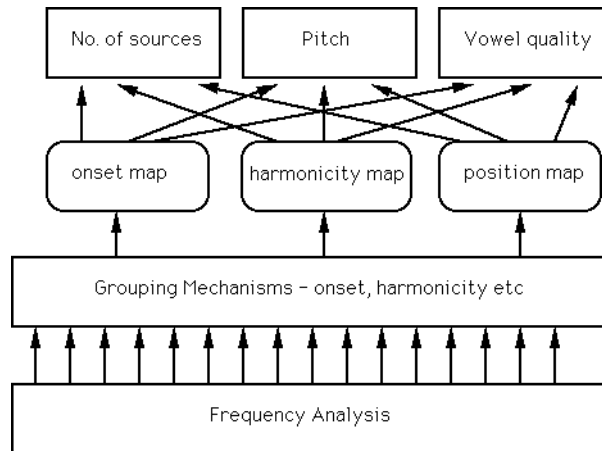 No. of sources
Pitch
Vowel quality
onset map
harmonicity map
position map
Grouping Mechanisms - onset, harmonicity etc
Frequency Analysis